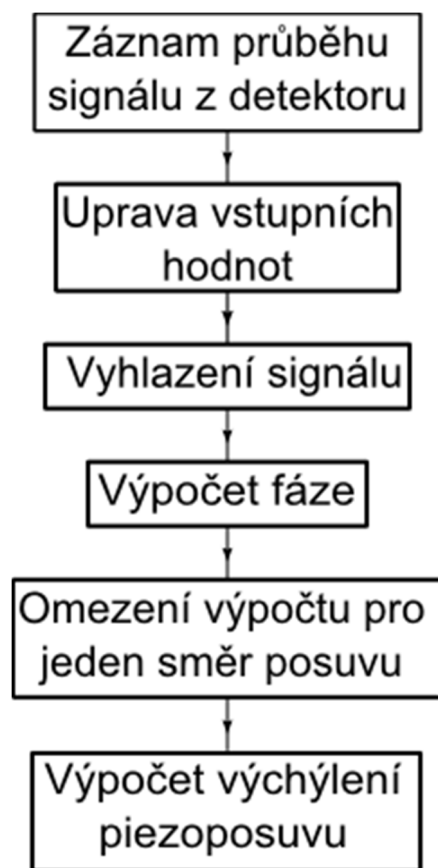 Záznam průběhu
signálu z detektoru
Uprava vstupních
hodnot
Vyhlazení signálu
Výpočet fáze
Omezení výpočtu pro
jeden směr posuvu
Výpočet výchýlení
piezoposuvu